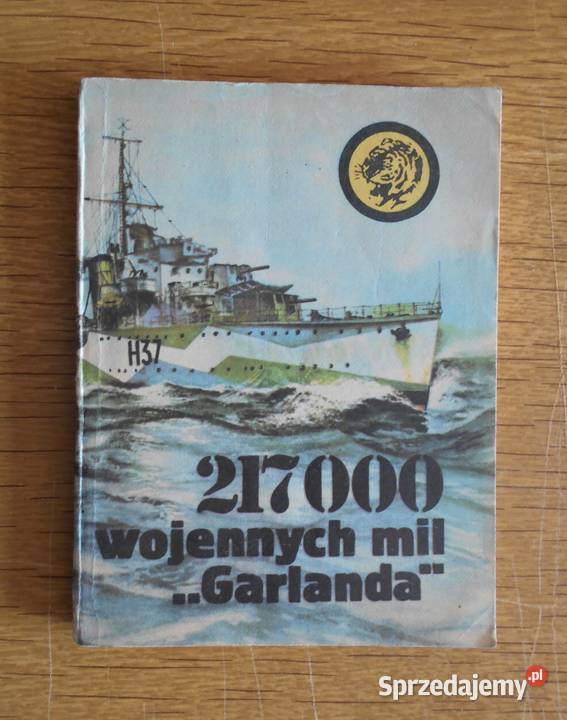 H37
217000
wojennych mil
„Garlanda”
Sprzedajemy.pl